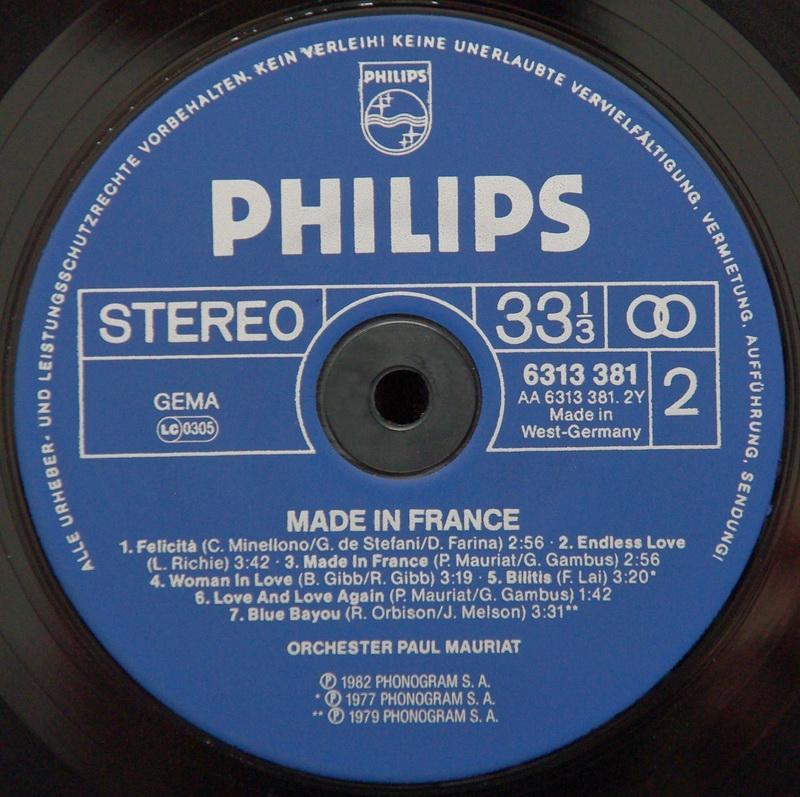 ALLE URHEBER- UND LEISTUNGSSCHUTZRECHTE VORBEHALTEN. KEIN VERLEIH! KEINE UNERLAUBTE VERVIELFÄLTIGUNG, VERMIETUNG, AUFFÜHRUNG, SENDUNG!
PHILIPS
PHILIPS
STEREO
33 1/3
GEMA
LC 0305
6313 381
AA 6313 381. 2Y
Made in
West-Germany
2
MADE IN FRANCE
1. Felicità (C. Minellono/G. de Stefani/D. Farina) 2:56 · 2. Endless Love
(L. Richie) 3:42 · 3. Made In France (P. Mauriat/G. Gambus) 2:56
4. Woman In Love (B. Gibb/R. Gibb) 3:19 · 5. Bilitis (F. Lai) 3:20*
6. Love And Love Again (P. Mauriat/G. Gambus) 1:42
7. Blue Bayou (R. Orbison/J. Melson) 3:31**
ORCHESTER PAUL MAURIAT
℗ 1982 PHONOGRAM S. A.
* ℗ 1977 PHONOGRAM S. A.
** ℗ 1979 PHONOGRAM S. A.